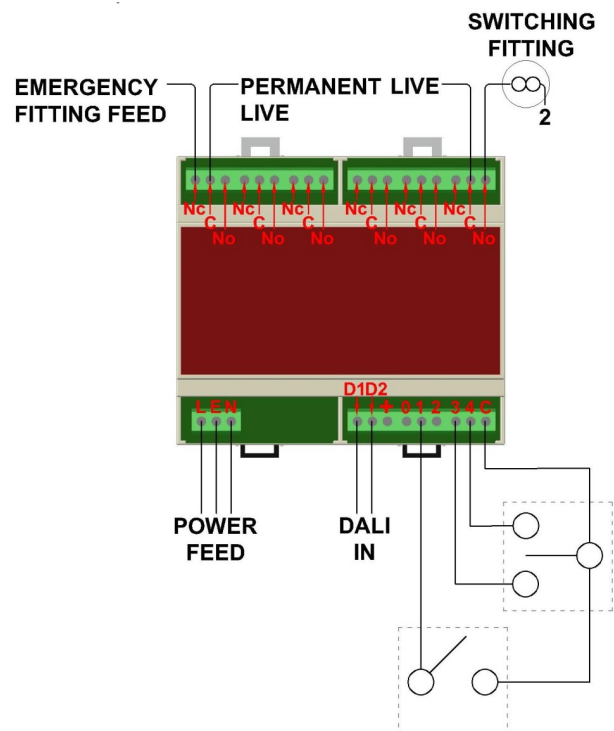 SWITCHING
FITTING
EMERGENCY
FITTING FEED
PERMANENT LIVE
LIVE
2
Nc C No Nc C No Nc C No Nc C No Nc C No Nc C No
D1D2
L E N
+ 0 1 2 3 4 C
POWER
FEED
DALI
IN